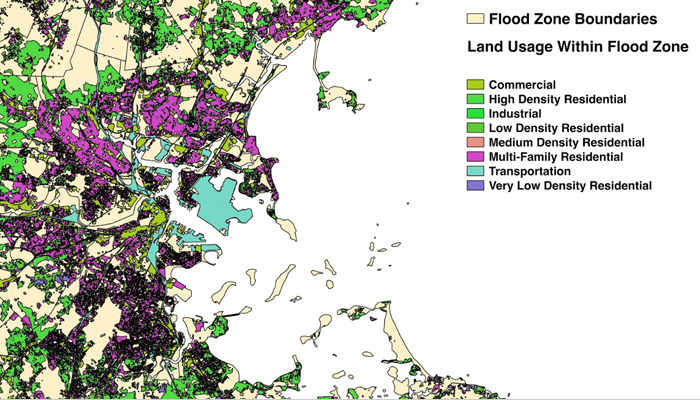 Flood Zone Boundaries
Land Usage Within Flood Zone
Commercial
High Density Residential
Industrial
Low Density Residential
Medium Density Residential
Multi-Family Residential
Transportation
Very Low Density Residential